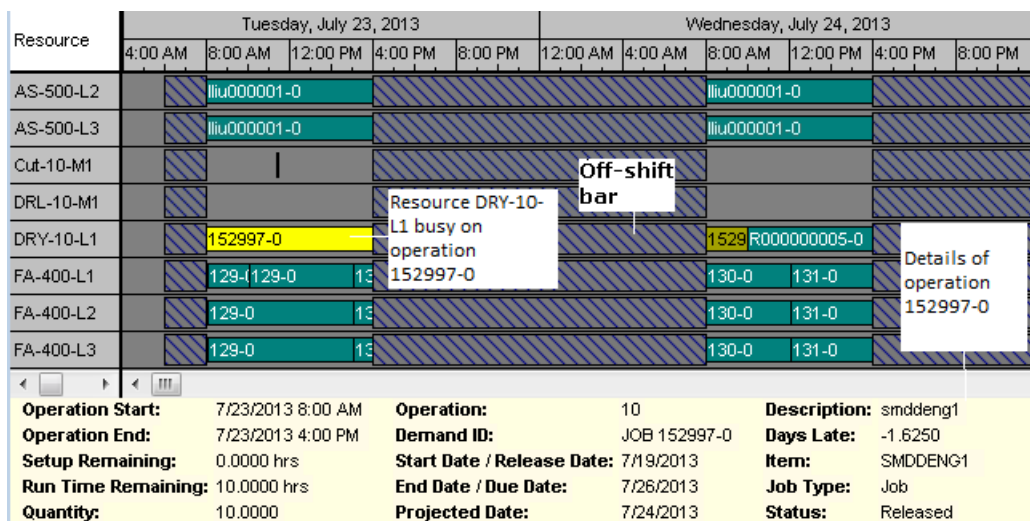 Resource
Tuesday, July 23, 2013
Wednesday, July 24, 2013
4:00 AM 8:00 AM 12:00 PM 4:00 PM 8:00 PM 12:00 AM 4:00 AM 8:00 AM 12:00 PM 4:00 PM 8:00 PM
AS-500-L2 lliu000001-0 lliu000001-0
AS-500-L3 lliu000001-0 lliu000001-0
Cut-10-M1
Off-shift
bar
DRL-10-M1
Resource DRY-10-
L1 busy on
operation
152997-0
DRY-10-L1 152997-0 1529 R000000005-0
Details of
operation
152997-0
FA-400-L1 129-( 129-0 13 130-0 131-0
FA-400-L2 129-0 13 130-0 131-0
FA-400-L3 129-0 13 130-0 131-0
Operation Start: 7/23/2013 8:00 AM Operation: 10 Description: smddeng1
Operation End: 7/23/2013 4:00 PM Demand ID: JOB 152997-0 Days Late: -1.6250
Setup Remaining: 0.0000 hrs Start Date / Release Date: 7/19/2013 Item: SMDDENG1
Run Time Remaining: 10.0000 hrs End Date / Due Date: 7/26/2013 Job Type: Job
Quantity: 10.0000 Projected Date: 7/24/2013 Status: Released